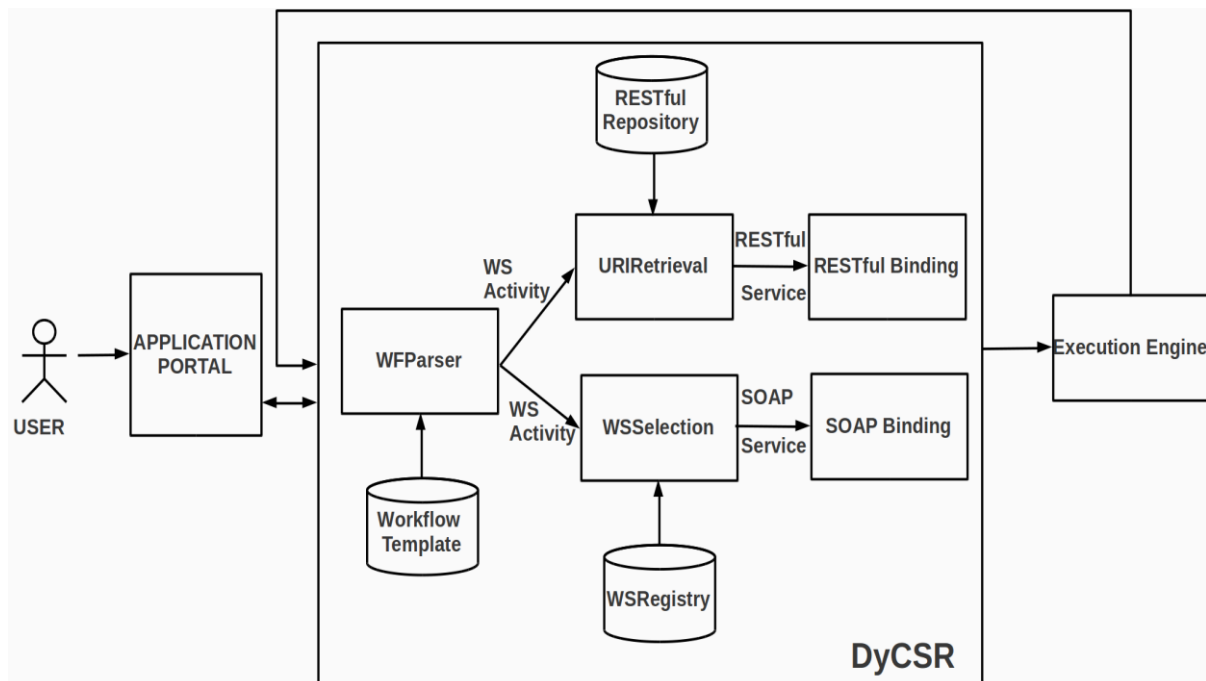 RESTful
Repository
WS
Activity
URIRetrieval
RESTful
Service
RESTful Binding
APPLICATION
PORTAL
USER
WFParser
WS
Activity
WSSelection
SOAP
Service
SOAP Binding
Execution Engine
Workflow
Template
WSRegistry
DyCSR